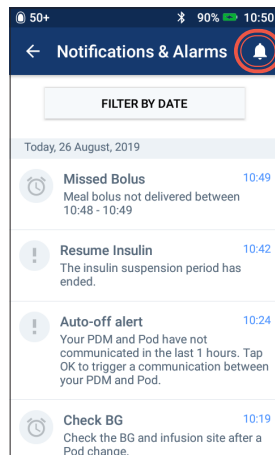 50+ 90% 10:50
Notifications & Alarms
FILTER BY DATE
Today, 26 August, 2019
Missed Bolus 10:49
Meal bolus not delivered between
10:48 - 10:49
Resume Insulin 10:42
The insulin suspension period has
ended.
Auto-off alert 10:24
Your PDM and Pod have not
communicated in the last 1 hours. Tap
OK to trigger a communication between
your PDM and Pod.
Check BG 10:19
Check the BG and infusion site after a
Pod change.